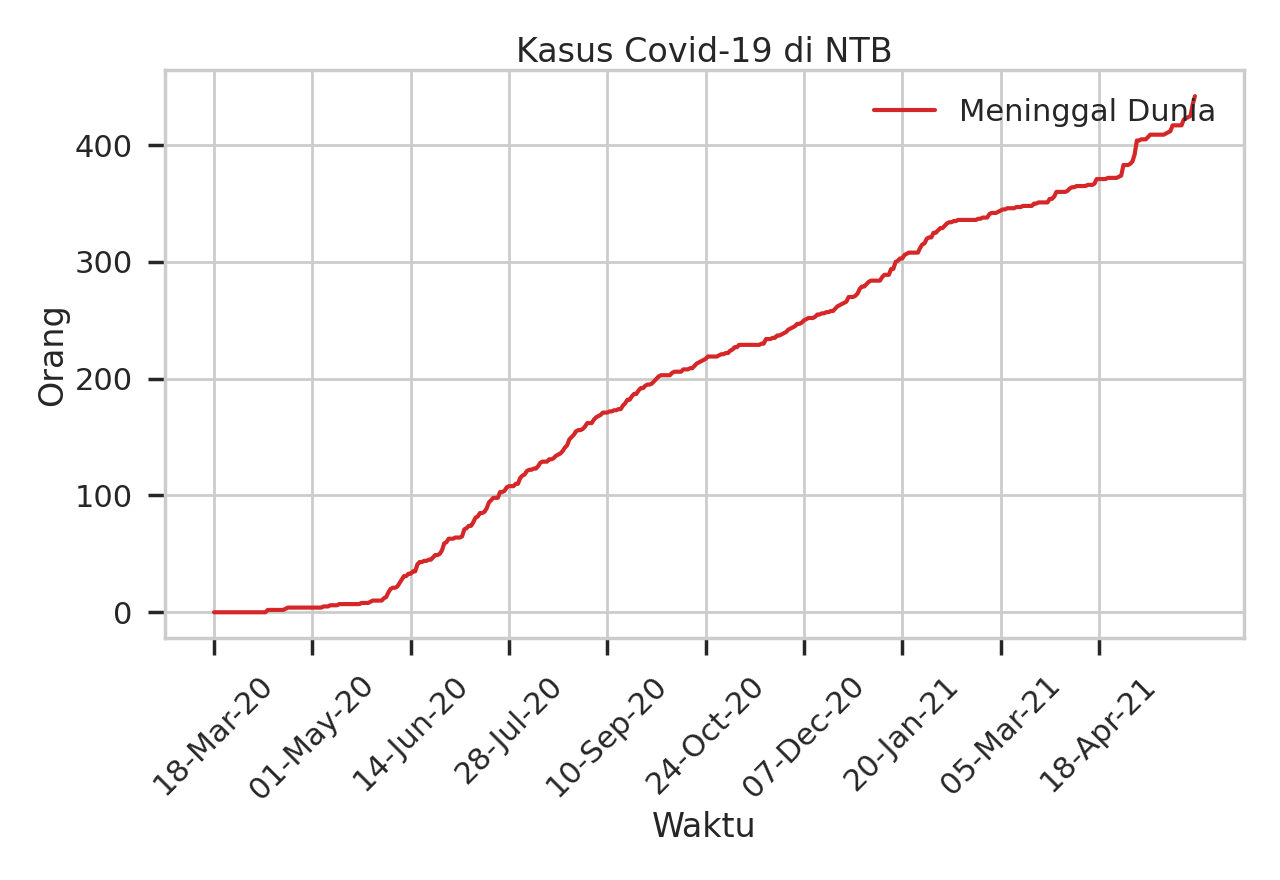 Kasus Covid-19 di NTB
Meninggal Dunia
400
300
200
100
0
Orang
18-Mar-20
01-May-20
14-Jun-20
28-Jul-20
10-Sep-20
24-Oct-20
07-Dec-20
20-Jan-21
05-Mar-21
18-Apr-21
Waktu